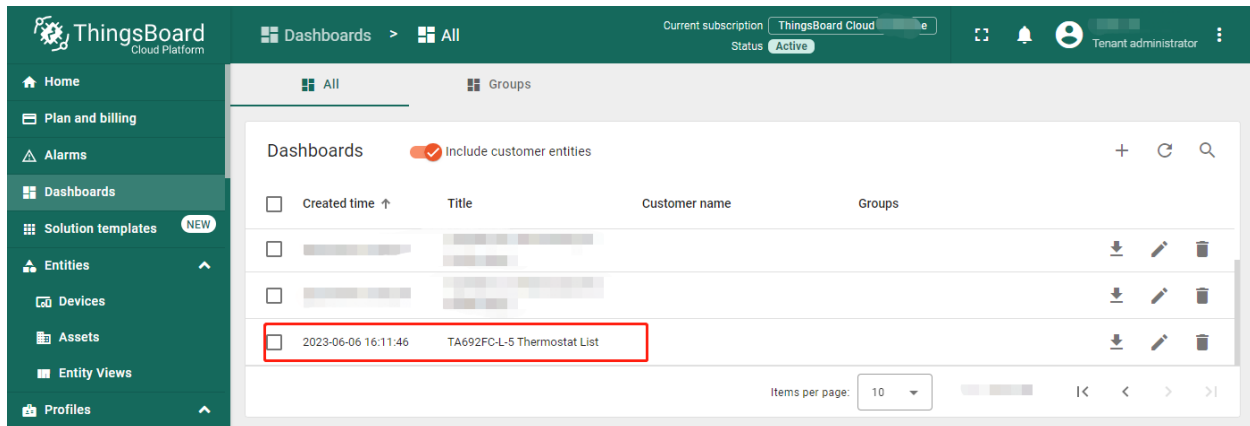 ThingsBoard
Cloud Platform
Dashboards > All
Current subscription ThingsBoard Cloud
Status Active
Tenant administrator
Home
Plan and billing
Alarms
Dashboards
Solution templates NEW
Entities
Devices
Assets
Entity Views
Profiles
All Groups
Dashboards Include customer entities
Created time Title Customer name Groups
2023-06-06 16:11:46 TA692FC-L-5 Thermostat List
Items per page: 10